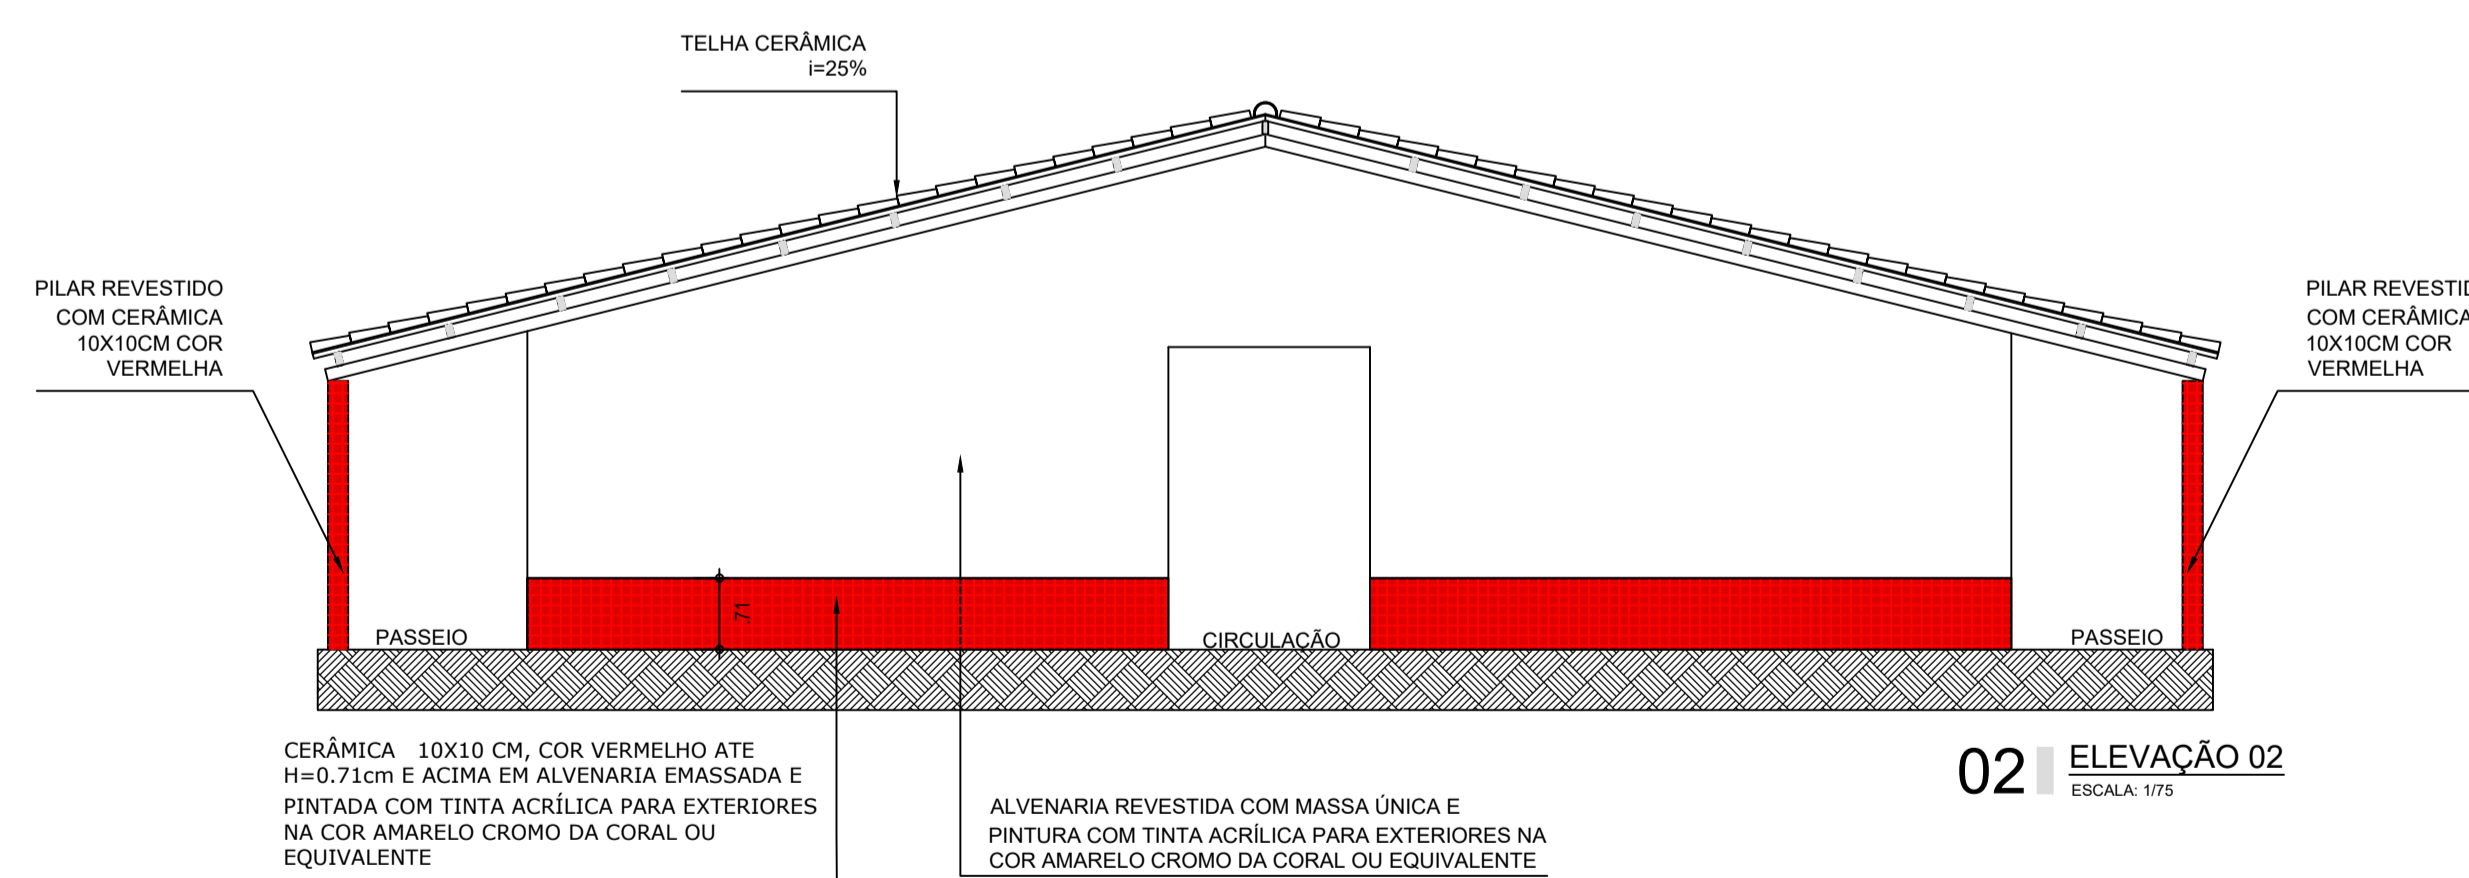 TELHA CERÂMICA
i=25%
PILAR REVESTIDO
COM CERÂMICA
10X10CM COR
VERMELHA
PILAR REVESTID
COM CERÂMICA
10X10CM COR
VERMELHA
.71
PASSEIO
CIRCULAÇÃO
PASSEIO
CERÂMICA 10X10 CM, COR VERMELHO ATE
H=0.71cm E ACIMA EM ALVENARIA EMASSADA E
PINTADA COM TINTA ACRÍLICA PARA EXTERIORES
NA COR AMARELO CROMO DA CORAL OU
EQUIVALENTE
ALVENARIA REVESTIDA COM MASSA ÚNICA E
PINTURA COM TINTA ACRÍLICA PARA EXTERIORES NA
COR AMARELO CROMO DA CORAL OU EQUIVALENTE
02 ELEVAÇÃO 02
ESCALA: 1/75